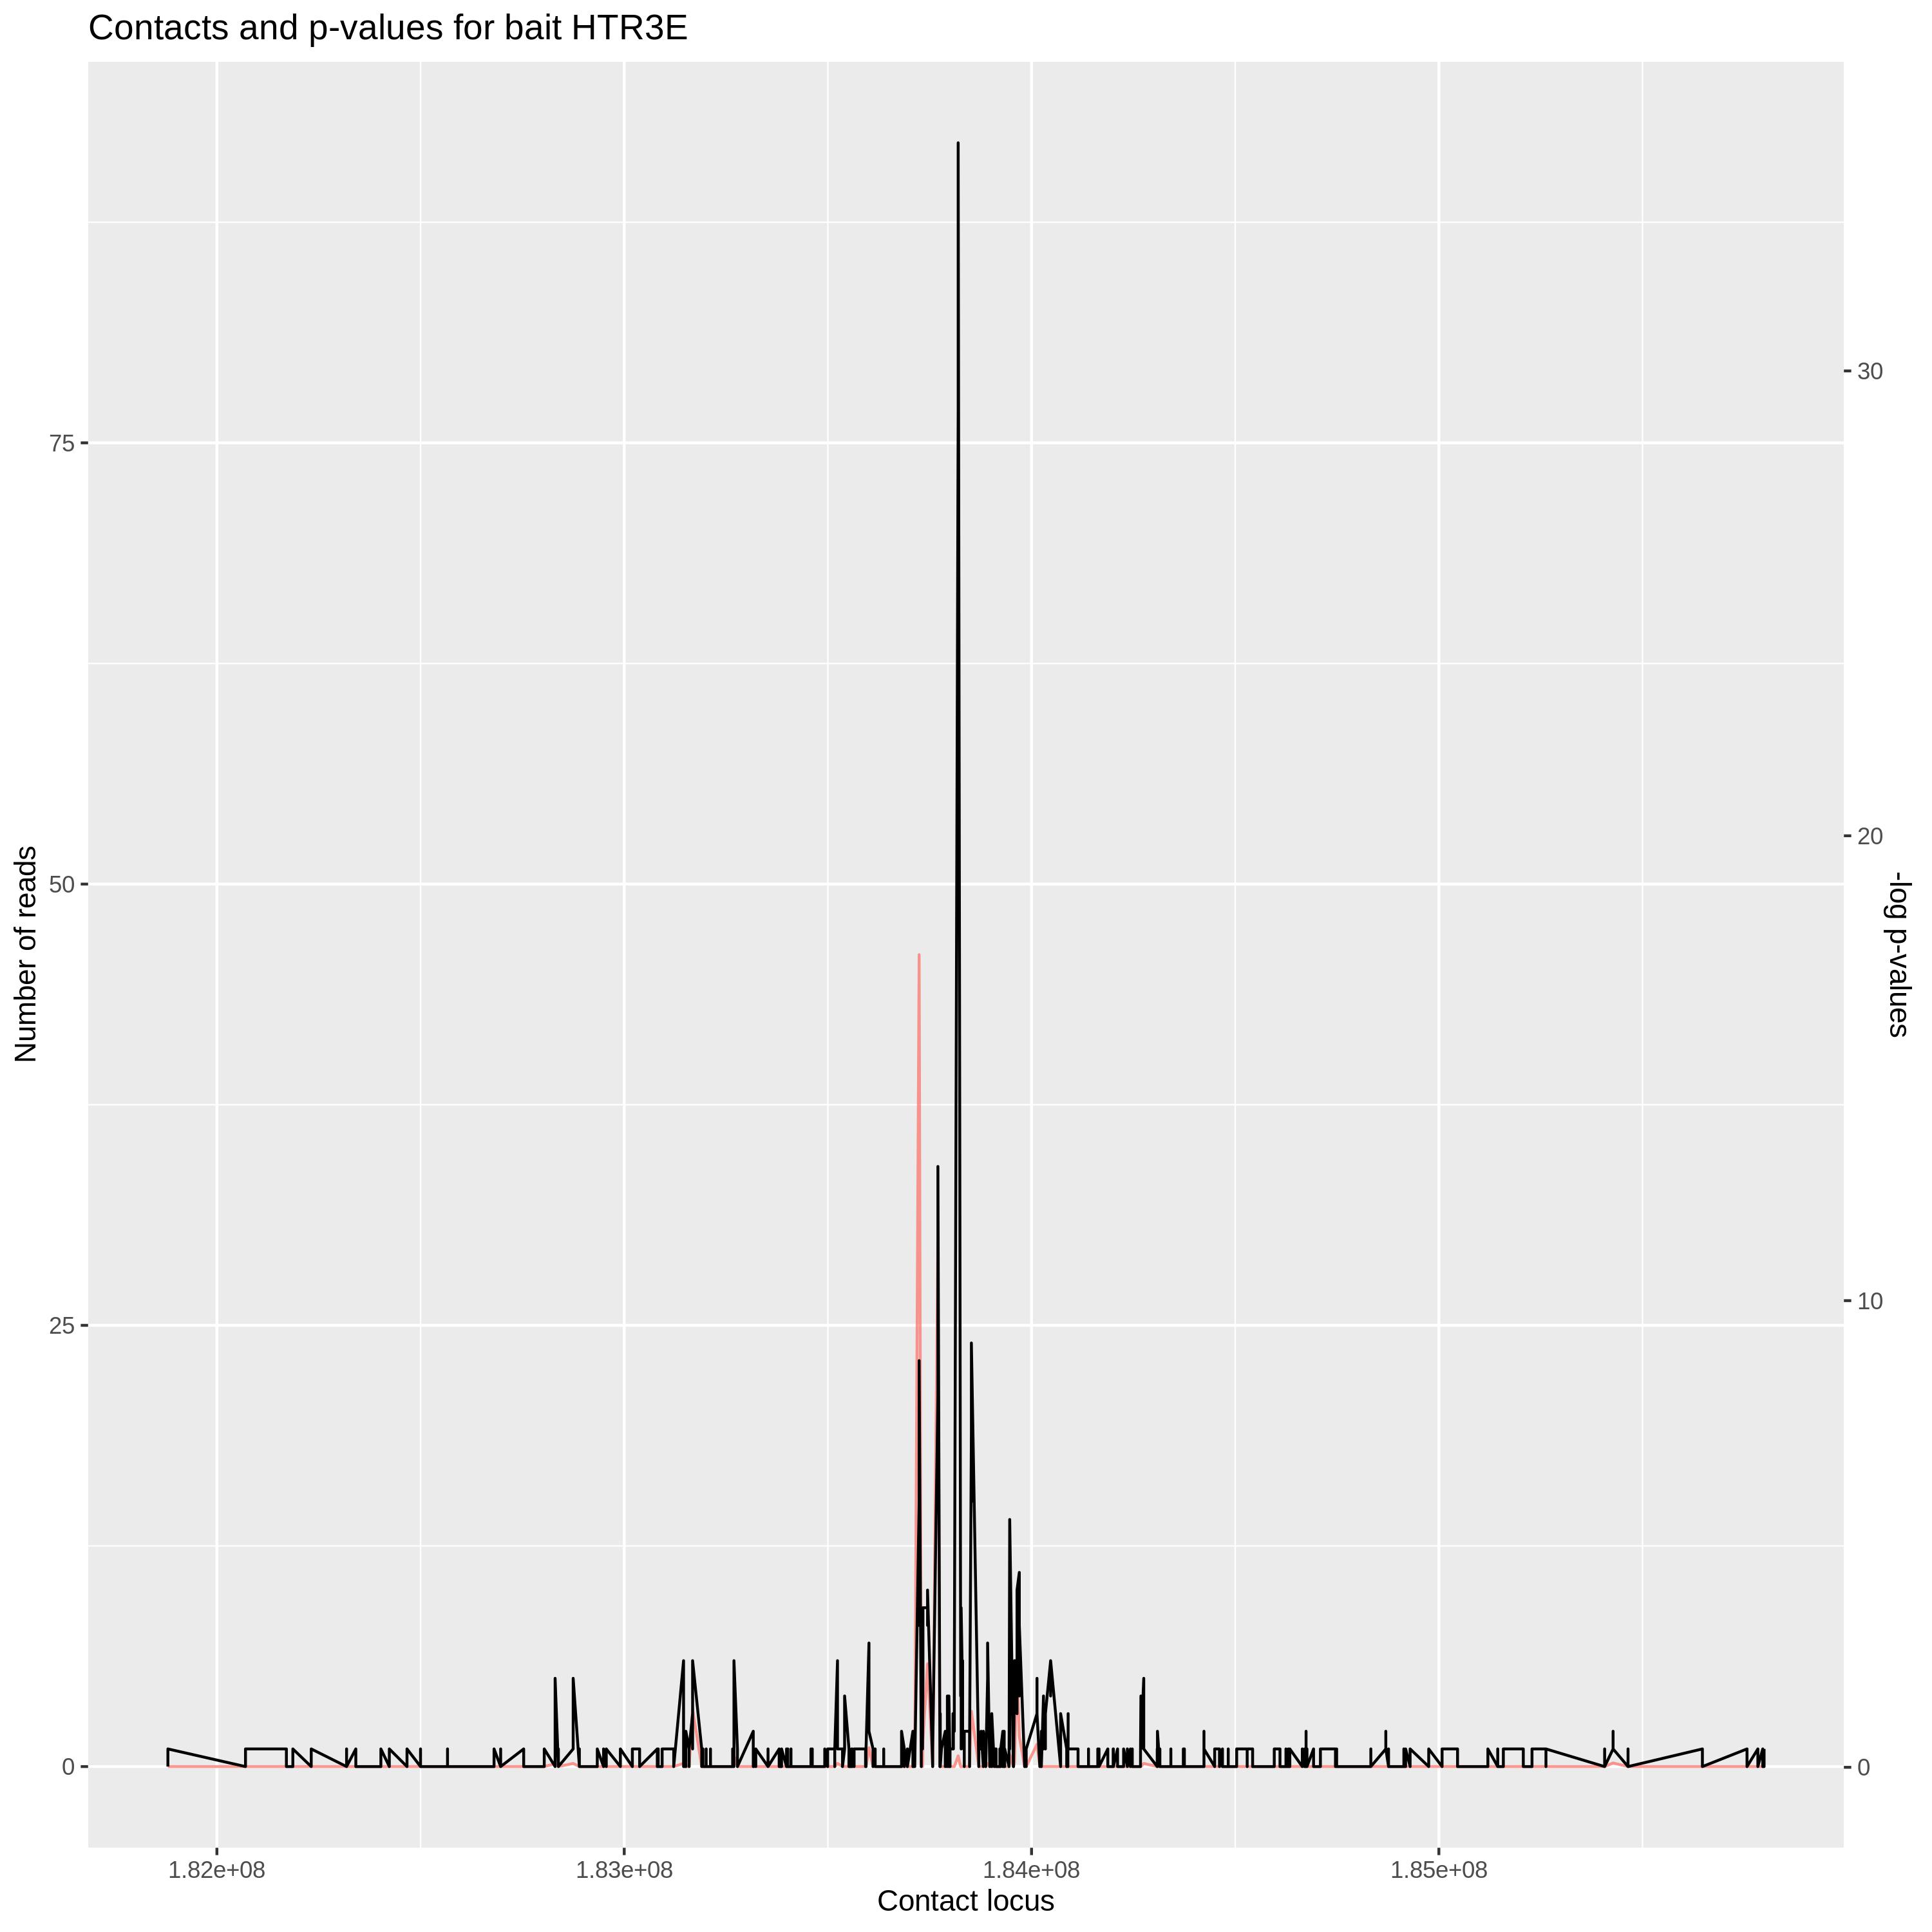 Contacts and p-values for bait HTR3E
75
50
25
0
30
20
10
0
Number of reads
-log p-values
1.82e+08 1.83e+08 1.84e+08 1.85e+08
Contact locus